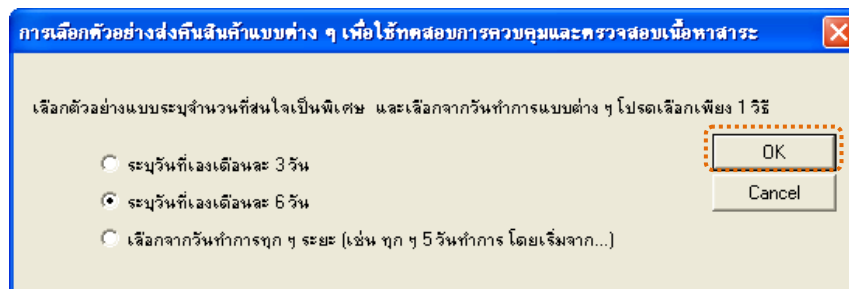 การเลือกตัวอย่างส่งคืนสินค้าแบบต่าง ๆ เพื่อใช้ทดสอบการควบคุมและตรวจสอบเนื้อหาสาระ
เลือกตัวอย่างแบบระบุจำนวนที่สนใจเป็นพิเศษ และเลือกจากวันทำการแบบต่าง ๆ โปรดเลือกเพียง 1 วิธี
ระบุวันที่เองเดือนละ 3 วัน
OK
ระบุวันที่เองเดือนละ 6 วัน
Cancel
เลือกจากวันทำการทุก ๆ ระยะ (เช่น ทุก ๆ 5 วันทำการ โดยเริ่มจาก...)